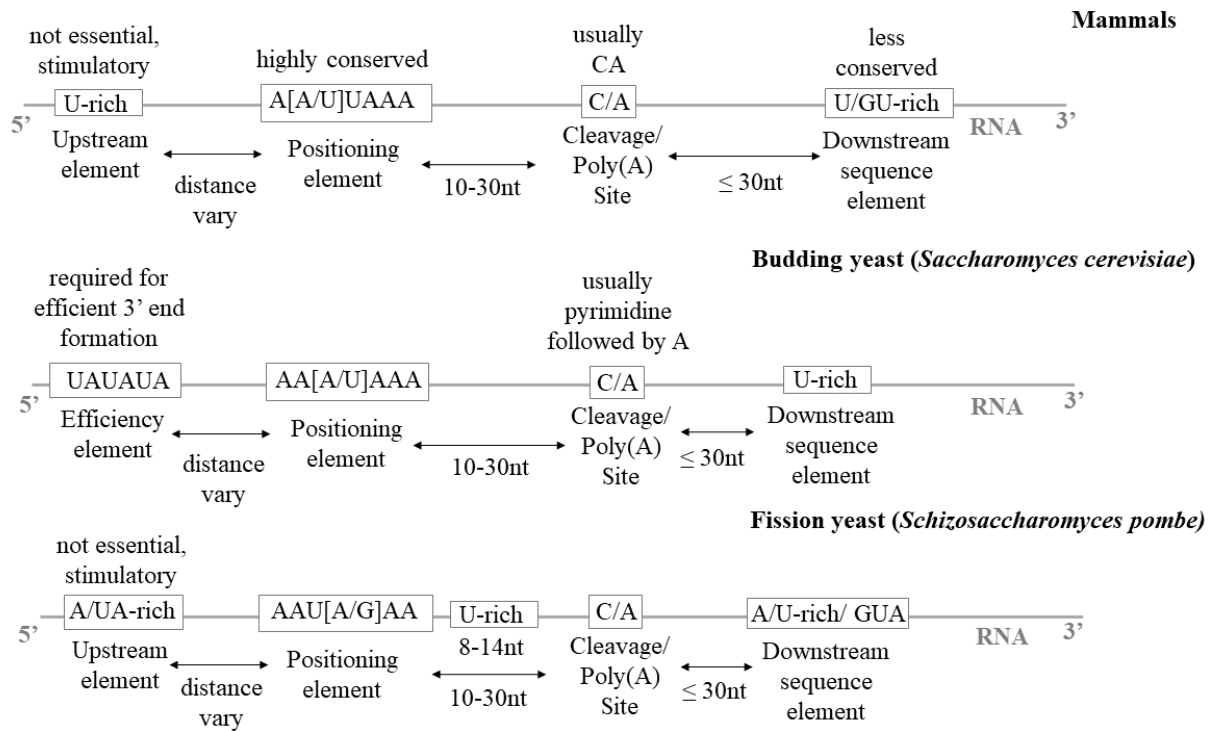 Mammals
not essential,
stimulatory
highly conserved
usually
CA
less
conserved
U-rich
A[A/U]UAAA
C/A
U/GU-rich
5’
RNA
3’
Upstream
element
distance
vary
Positioning
element
10-30nt
Cleavage/
Poly(A)
Site
≤ 30nt
Downstream
sequence
element
Budding yeast (Saccharomyces cerevisiae)
required for
efficient 3’ end
formation
usually
pyrimidine
followed by A
UAUAUA
AA[A/U]AAA
C/A
U-rich
5’
RNA
3’
Efficiency
element
distance
vary
Positioning
element
10-30nt
Cleavage/
Poly(A)
Site
≤ 30nt
Downstream
sequence
element
Fission yeast (Schizosaccharomyces pombe)
not essential,
stimulatory
A/UA-rich
AAU[A/G]AA
U-rich
C/A
A/U-rich/ GUA
5’
RNA
3’
Upstream
element
distance
vary
Positioning
element
8-14nt
10-30nt
Cleavage/
Poly(A)
Site
≤ 30nt
Downstream
sequence
element